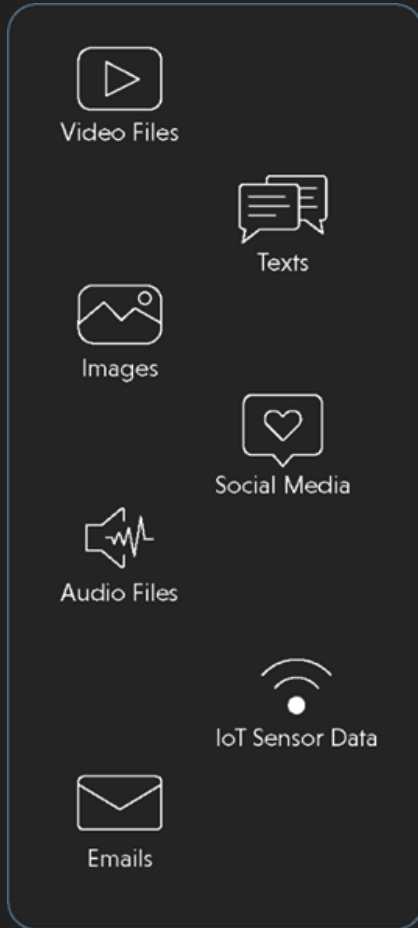 Video Files
Texts
Images
Social Media
Audio Files
IoT Sensor Data
Emails